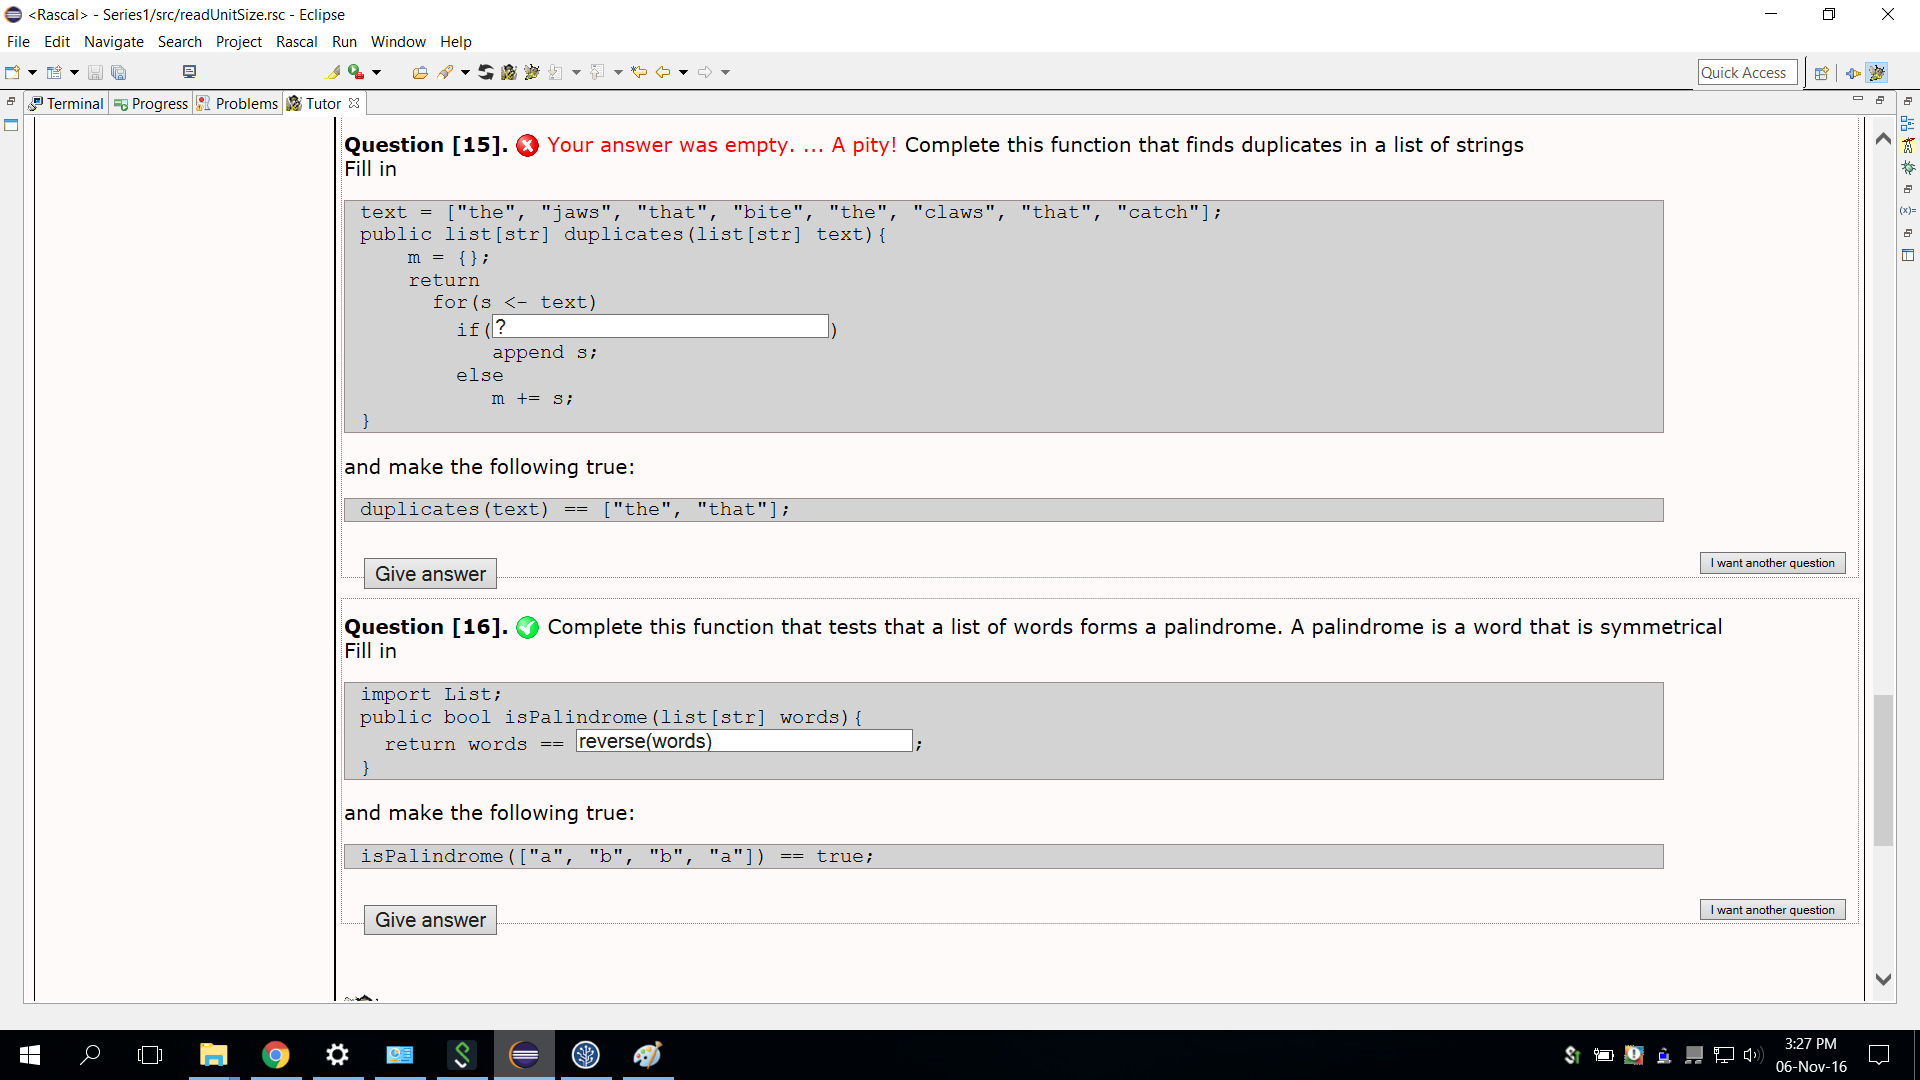 <Rascal> - Series1/src/readUnitSize.rsc - Eclipse
File Edit Navigate Search Project Rascal Run Window Help
Quick Access
Terminal Progress Problems Tutor
Question [15]. Your answer was empty. ... A pity! Complete this function that finds duplicates in a list of strings
Fill in
text = ["the", "jaws", "that", "bite", "the", "claws", "that", "catch"];
public list[str] duplicates(list[str] text){
m = {};
return
for(s <- text)
if(? )
append s;
else
m += s;
}
and make the following true:
duplicates(text) == ["the", "that"];
Give answer
I want another question
Question [16]. Complete this function that tests that a list of words forms a palindrome. A palindrome is a word that is symmetrical
Fill in
import List;
public bool isPalindrome(list[str] words){
return words == reverse(words) ;
}
and make the following true:
isPalindrome(["a", "b", "b", "a"]) == true;
Give answer
I want another question
(x)=
3:27 PM
06-Nov-16